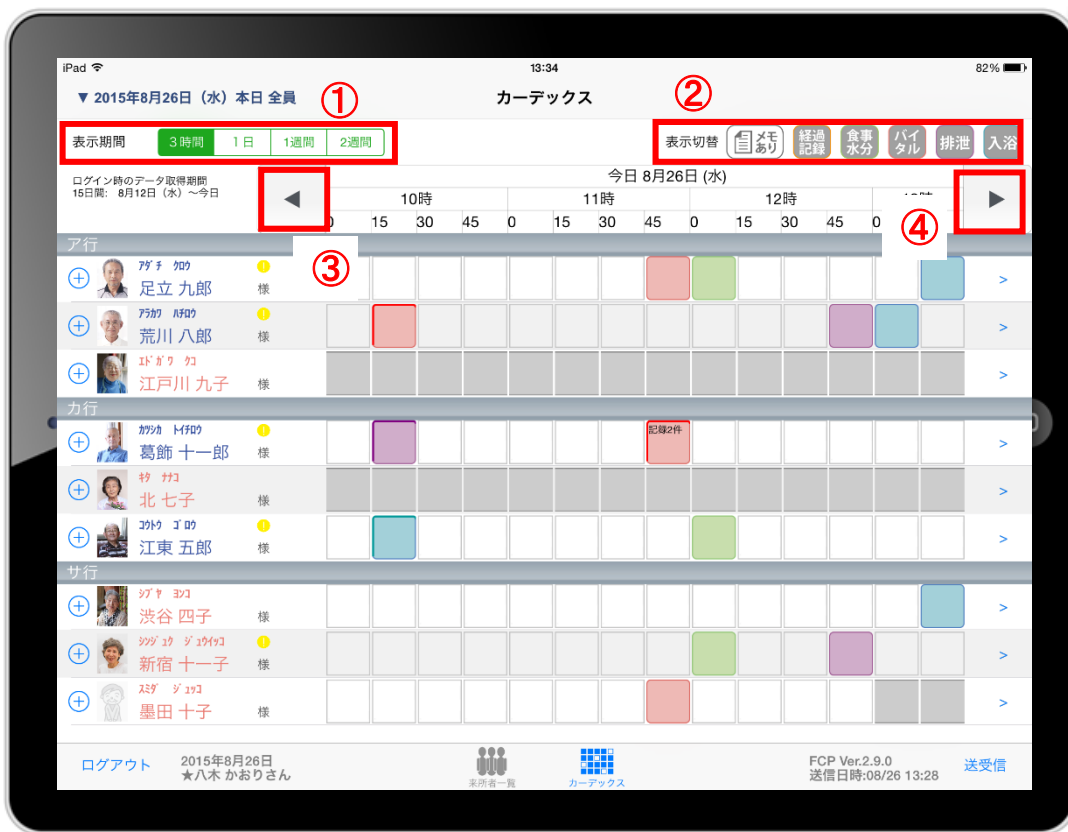 iPad 13:34 82%
▼ 2015年8月26日（水）本日 全員 ① カーデックス ②
表示期間 3時間 1日 1週間 2週間 表示切替 メモあり 経過記録 食事水分 バイタル 排泄 入浴
ログイン時のデータ取得期間
15日間: 8月12日（水）～今日
◀ 今日 8月26日 (水) ▶
10時 11時 12時
15 30 45 0 15 30 45 0 15 30 45 0
③ ④
ア行
アダチ クロウ
足立 九郎 様 >
アラカワ ハチロウ
荒川 八郎 様 >
エドガワ クコ
江戸川 九子 様 >
カ行
カツシカ トイチロウ
葛飾 十一郎 様 記録2件 >
キタ ナナコ
北 七子 様 >
コウトウ ゴロウ
江東 五郎 様 >
サ行
シブヤ ヨンコ
渋谷 四子 様 >
シンジュク ジュウイッコ
新宿 十一子 様 >
スミダ ジュッコ
墨田 十子 様 >
ログアウト 2015年8月26日
★八木 かおりさん
来所者一覧 カーデックス
FCP Ver.2.9.0
送信日時:08/26 13:28 送受信